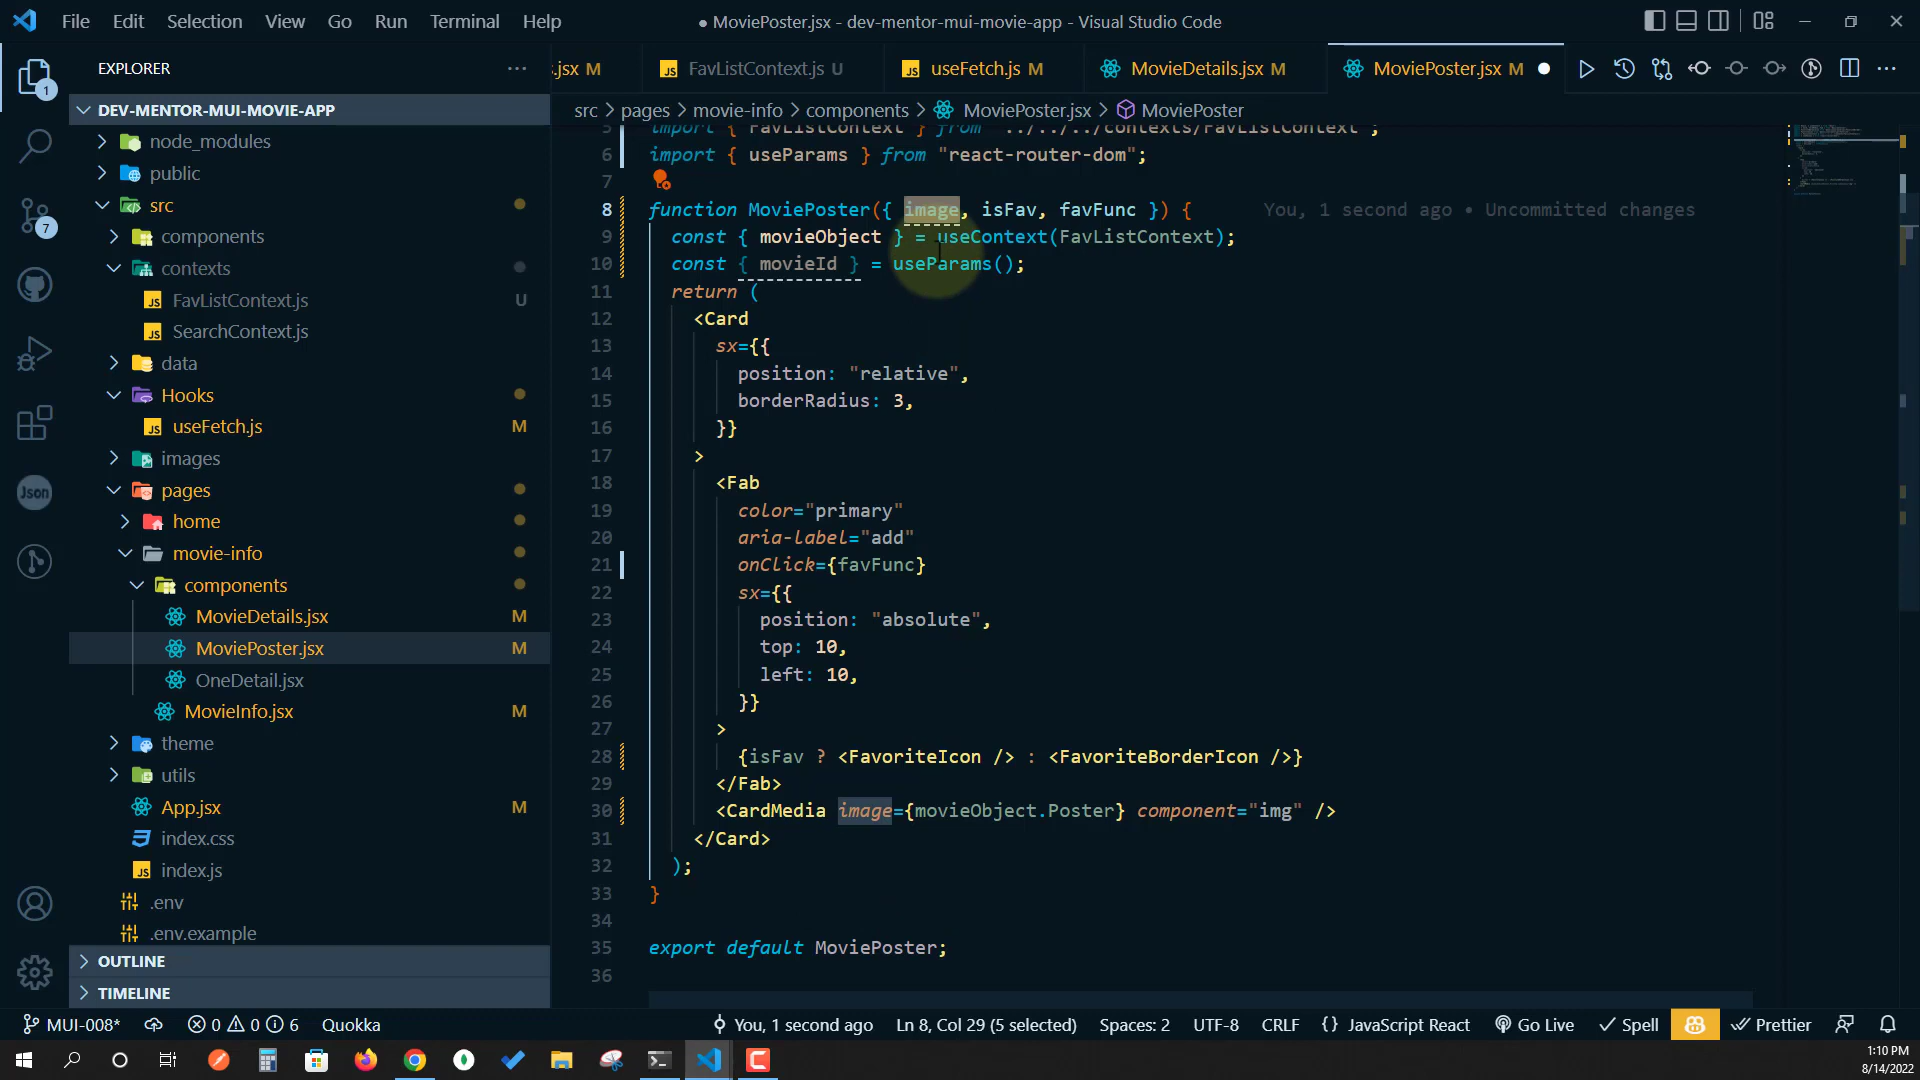 File Edit Selection View Go Run Terminal Help
● MoviePoster.jsx - dev-mentor-mui-movie-app - Visual Studio Code
EXPLORER
s.jsx M
FavListContext.js U
useFetch.js M
MovieDetails.jsx M
MoviePoster.jsx M
DEV-MENTOR-MUI-MOVIE-APP
node_modules
public
src
components
contexts
FavListContext.js U
SearchContext.js
data
Hooks
useFetch.js M
images
pages
home
movie-info
components
MovieDetails.jsx M
MoviePoster.jsx M
OneDetail.jsx
MovieInfo.jsx M
theme
utils
App.jsx M
index.css
index.js
.env
.env.example
OUTLINE
TIMELINE
1
7
Json
src > pages > movie-info > components > MoviePoster.jsx > MoviePoster
5 import { FavListContext } from "../../../contexts/FavListContext";
6 import { useParams } from "react-router-dom";
7
8 function MoviePoster({ image, isFav, favFunc }) { You, 1 second ago • Uncommitted changes
9 const { movieObject } = useContext(FavListContext);
10 const { movieId } = useParams();
11 return (
12 <Card
13 sx={{
14 position: "relative",
15 borderRadius: 3,
16 }}
17 >
18 <Fab
19 color="primary"
20 aria-label="add"
21 onClick={favFunc}
22 sx={{
23 position: "absolute",
24 top: 10,
25 left: 10,
26 }}
27 >
28 {isFav ? <FavoriteIcon /> : <FavoriteBorderIcon />}
29 </Fab>
30 <CardMedia image={movieObject.Poster} component="img" />
31 </Card>
32 );
33 }
34
35 export default MoviePoster;
36
MUI-008* 0 0 6 Quokka You, 1 second ago Ln 8, Col 29 (5 selected) Spaces: 2 UTF-8 CRLF {} JavaScript React Go Live Spell Prettier
1:10 PM
8/14/2022